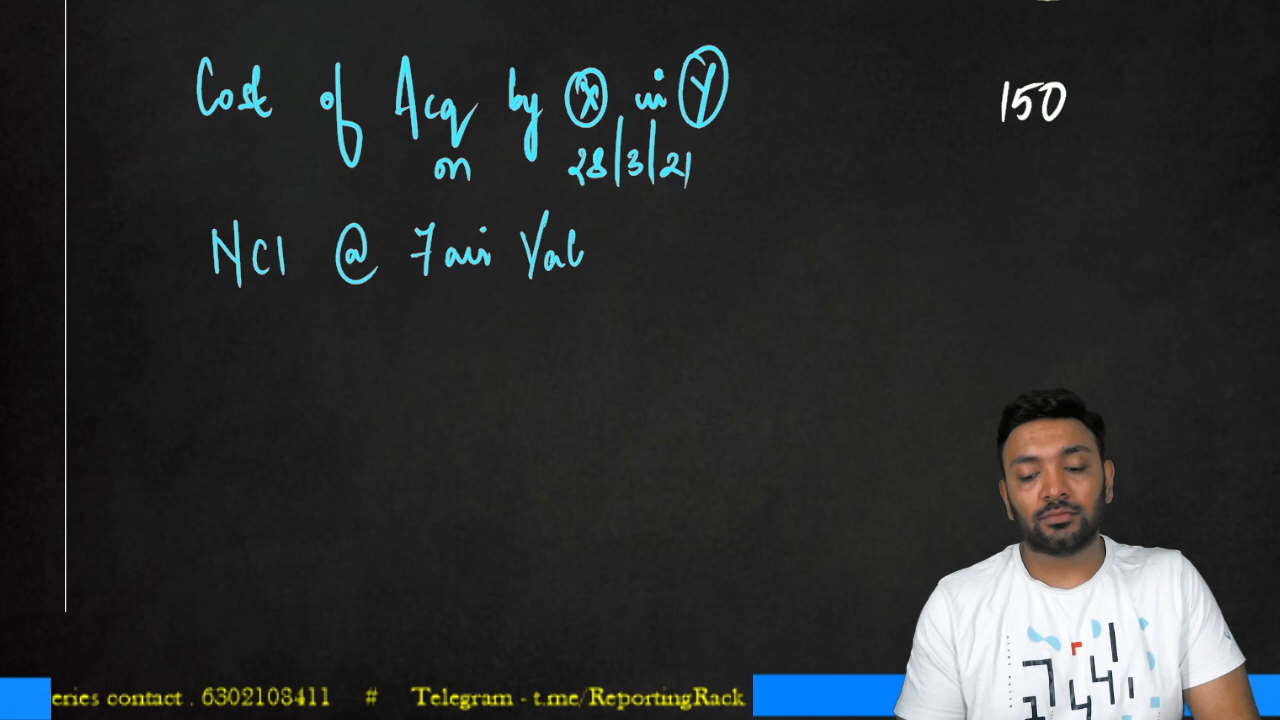 Cost of Acq by X in Y
150
on 28/3/21
NCI @ Fair Val
eries contact . 6302108411 # Telegram - t.me/ReportingRack